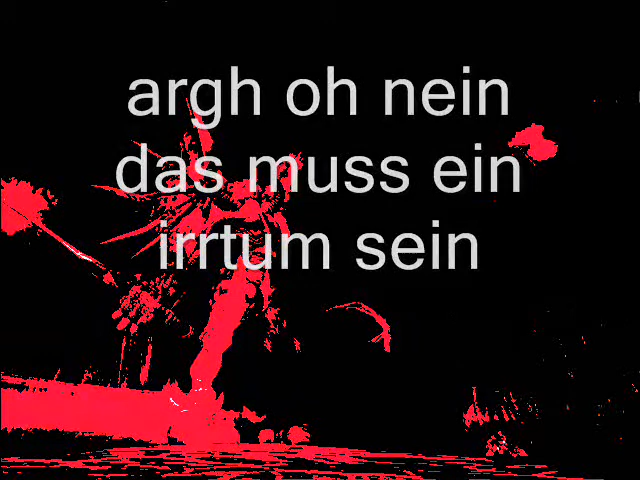 argh oh nein
das muss ein
irrtum sein